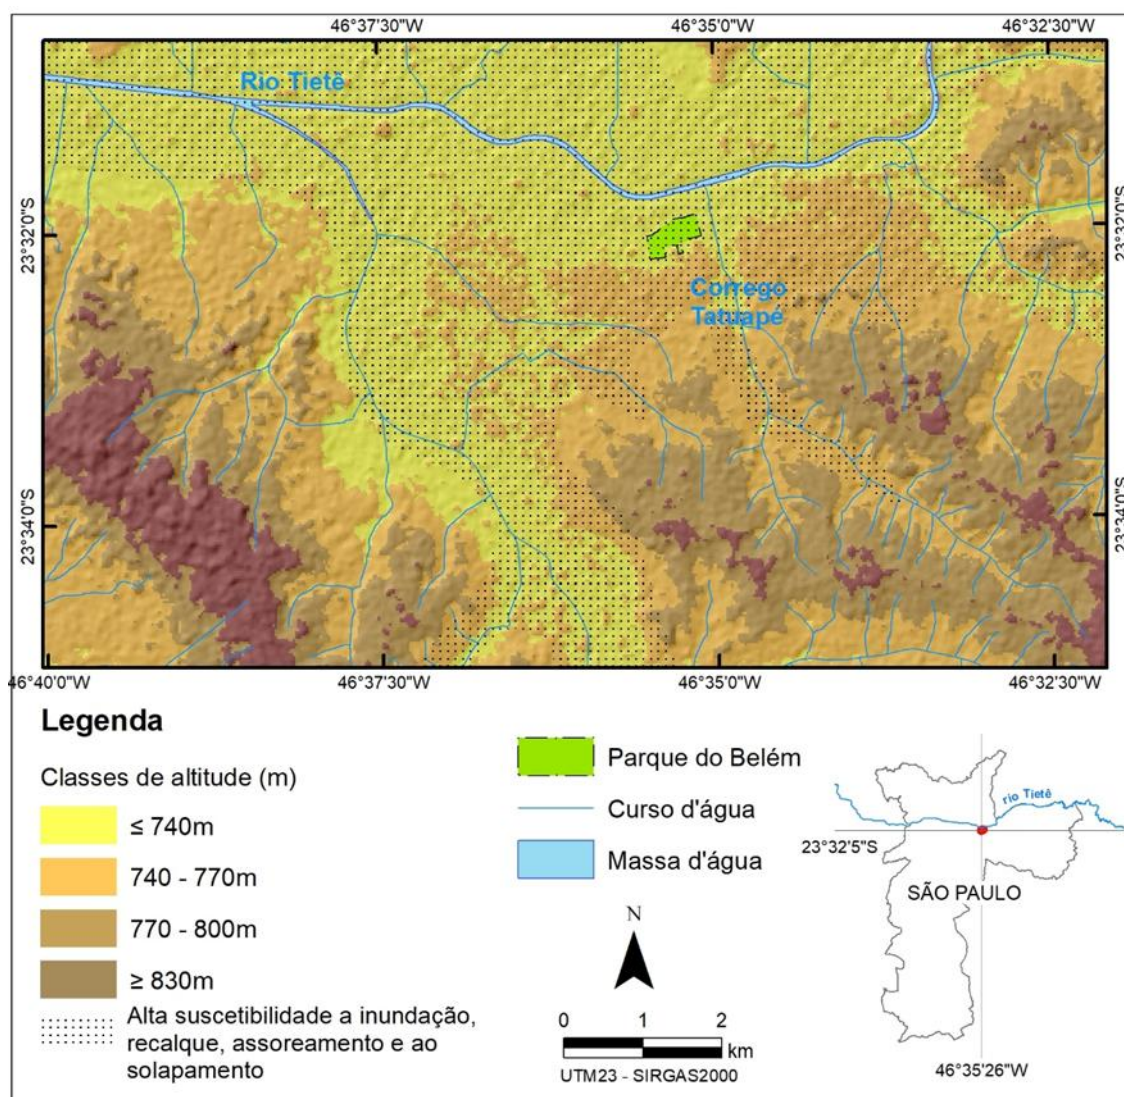 46°37'30"W
46°35'0"W
46°32'30"W
Rio Tietê
23°32'0"S
23°32'0"S
Corrego
Tatuapé
23°34'0"S
23°34'0"S
46°40'0"W
46°37'30"W
46°35'0"W
46°32'30"W
Legenda
Classes de altitude (m)
≤ 740m
740 - 770m
770 - 800m
≥ 830m
Alta suscetibilidade a inundação,
recalque, assoreamento e ao
solapamento
Parque do Belém
Curso d'água
Massa d'água
N
0 1 2
km
UTM23 - SIRGAS2000
rio Tietê
23°32'5"S
SÃO PAULO
46°35'26"W